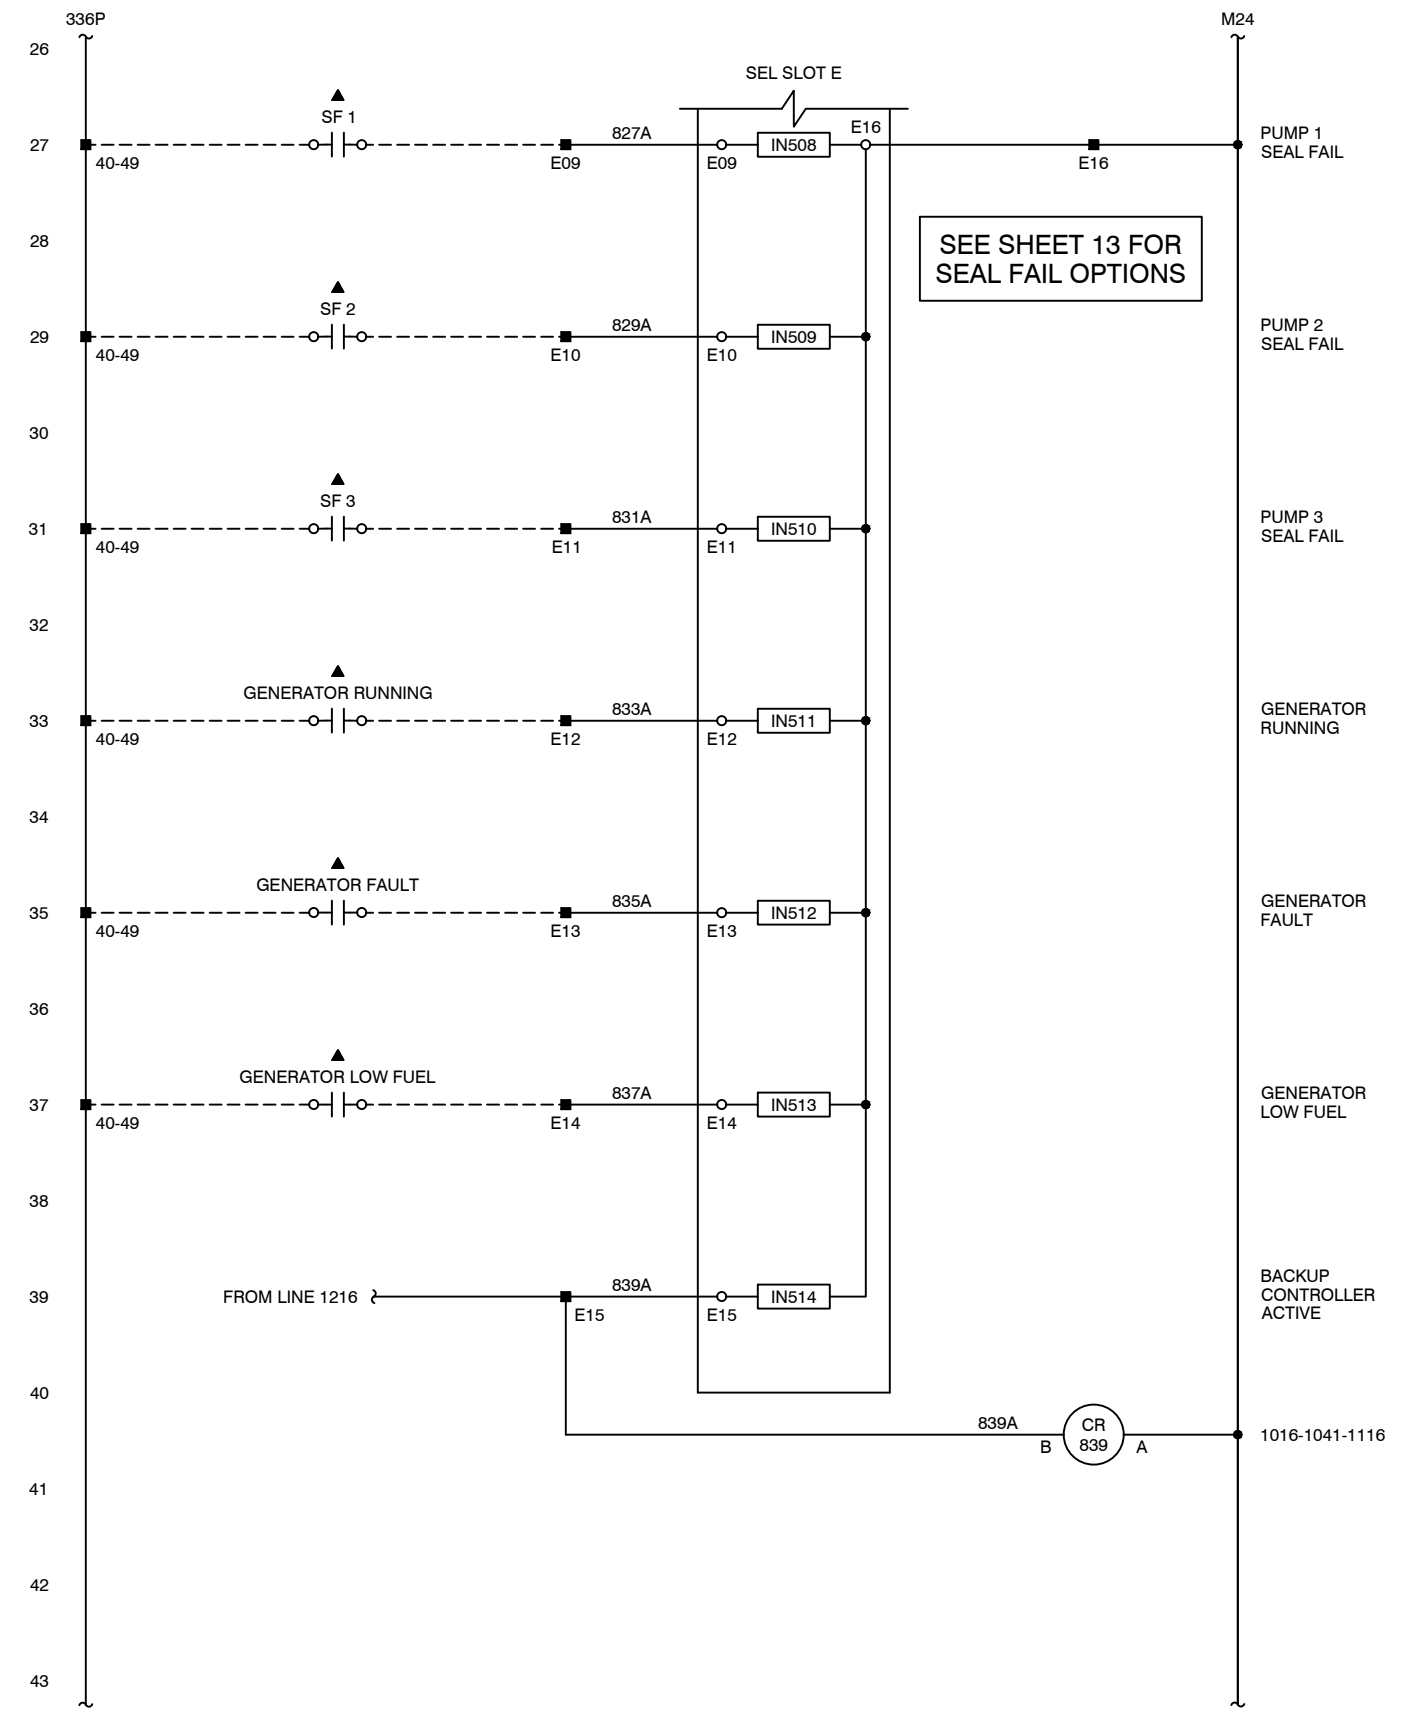 336P
M24
26
SEL SLOT E
SF 1
27
40-49
E09
827A
E09
IN508
E16
E16
PUMP 1
SEAL FAIL
28
SEE SHEET 13 FOR
SEAL FAIL OPTIONS
SF 2
29
40-49
E10
829A
E10
IN509
PUMP 2
SEAL FAIL
30
SF 3
31
40-49
E11
831A
E11
IN510
PUMP 3
SEAL FAIL
32
GENERATOR RUNNING
33
40-49
E12
833A
E12
IN511
GENERATOR
RUNNING
34
GENERATOR FAULT
35
40-49
E13
835A
E13
IN512
GENERATOR
FAULT
36
GENERATOR LOW FUEL
37
40-49
E14
837A
E14
IN513
GENERATOR
LOW FUEL
38
39
FROM LINE 1216
E15
839A
E15
IN514
BACKUP
CONTROLLER
ACTIVE
40
839A
B
CR
839
A
1016-1041-1116
41
42
43